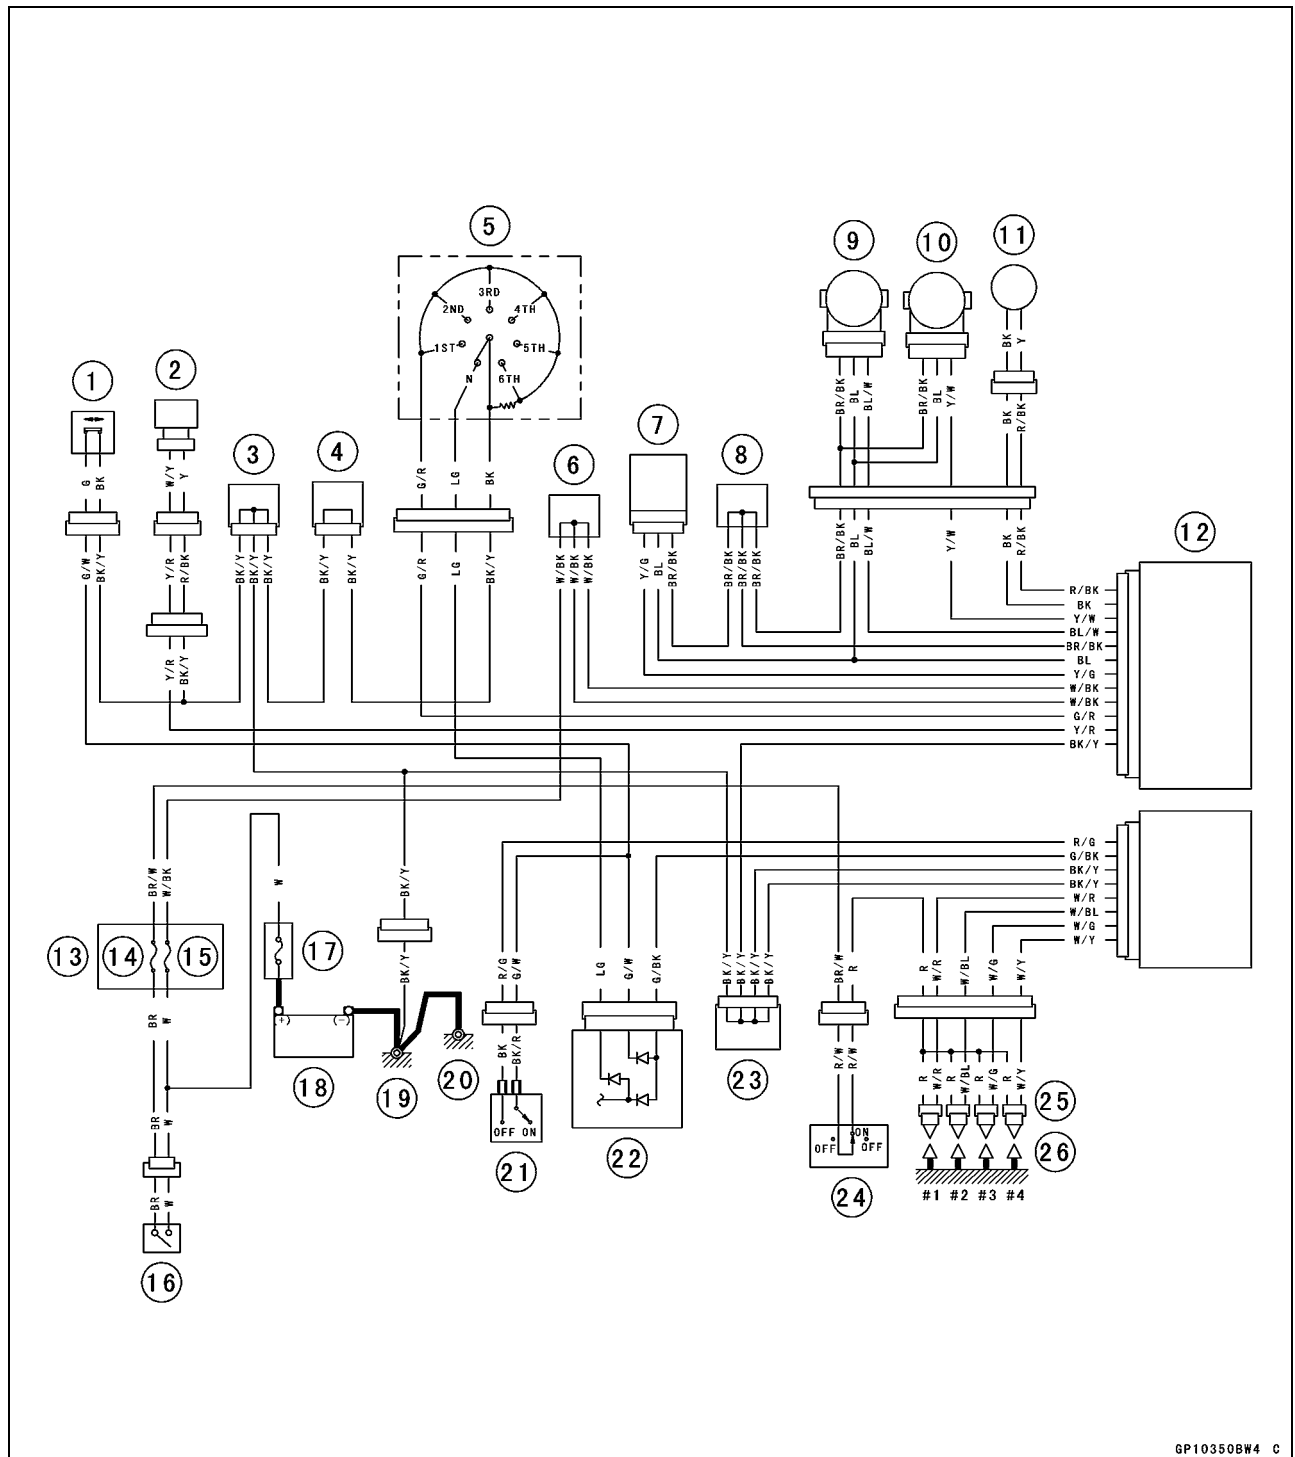 5
9
10
11
3RD
2ND
4TH
1ST
5TH
N
6TH
1
2
3
4
6
7
8
12
BK
Y
BR/BK
BL
BL/W
BR/BK
BL
Y/W
BK
R/BK
G
BK
W/Y
Y
G/R
LG
BK
G/W
BK/Y
Y/R
R/BK
BK/Y
BK/Y
BK/Y
BK/Y
BK/Y
G/R
LG
BK/Y
W/BK
W/BK
W/BK
Y/G
BL
BR/BK
BR/BK
BR/BK
BR/BK
BR/BK
BL
BL/W
Y/W
BK
R/BK
Y/R
BK/Y
R/BK
BK
Y/W
BL/W
BR/BK
BL
Y/G
W/BK
W/BK
G/R
Y/R
BK/Y
R/G
G/BK
BK/Y
BK/Y
W/R
W/BL
W/G
W/Y
BR/W
W/BK
W
BK/Y
13
14
15
17
BK/Y
R/G
G/W
LG
G/W
G/BK
BK/Y
BK/Y
BK/Y
BK/Y
BR/W
R
R
W/R
W/BL
W/G
W/Y
BR
W
(+)
(-)
18
19
20
BK
BK/R
OFF ON
21
22
23
R/W
R/W
OFF
ON
OFF
24
R
W/R
R
W/BL
R
W/G
R
W/Y
25
26
#1
#2
#3
#4
BR
W
BR
W
16
GP10350BW4 C